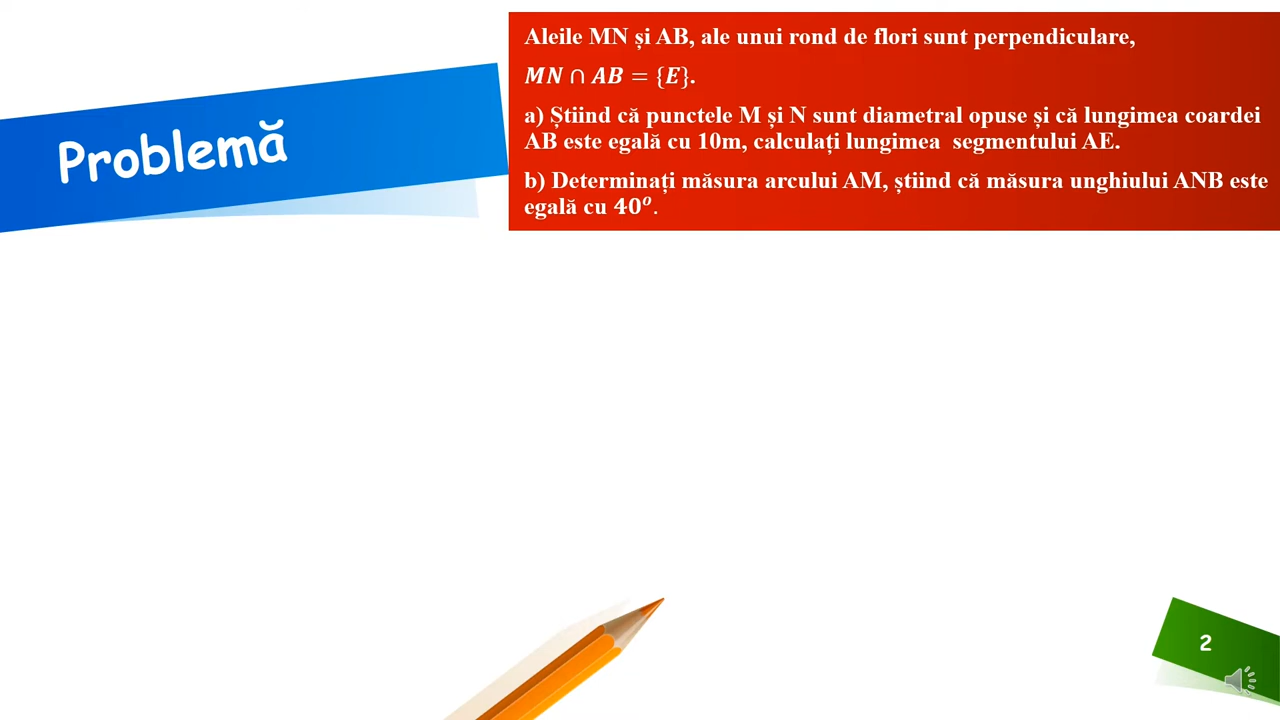 Problemă
Aleile MN și AB, ale unui rond de flori sunt perpendiculare,
MN ∩ AB = {E}.
a) Știind că punctele M și N sunt diametral opuse și că lungimea coardei
AB este egală cu 10m, calculați lungimea segmentului AE.
b) Determinați măsura arcului AM, știind că măsura unghiului ANB este
egală cu 40⁰.
2